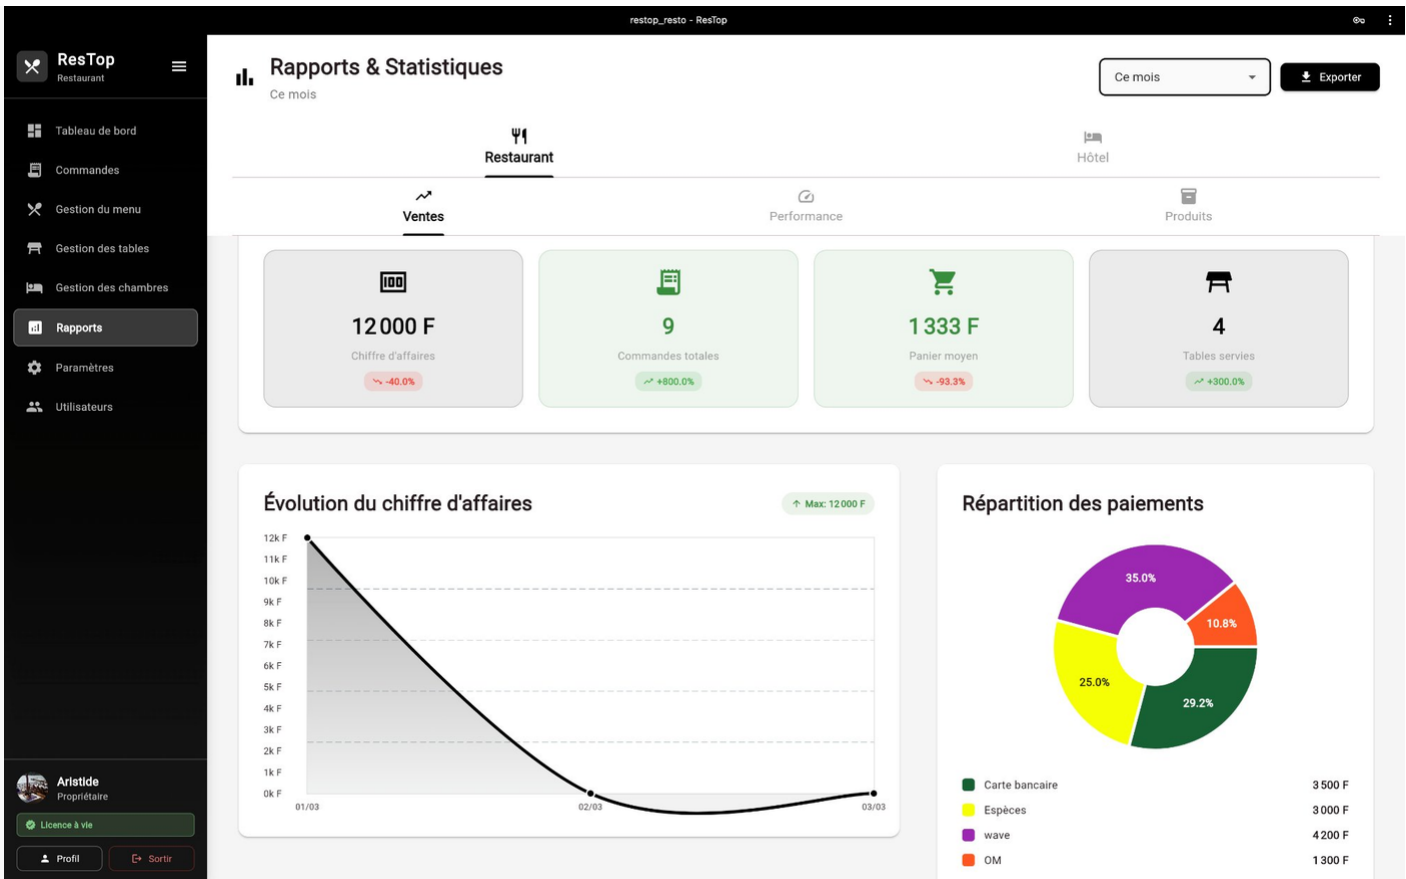 restop_resto - ResTop
ResTop
Restaurant
Tableau de bord
Commandes
Gestion du menu
Gestion des tables
Gestion des chambres
Rapports
Paramètres
Utilisateurs
Aristide
Propriétaire
Licence à vie
Profil
Sortir
Rapports & Statistiques
Ce mois
Ce mois
Exporter
Restaurant
Hôtel
Ventes
Performance
Produits
12 000 F
Chiffre d'affaires
-40.0%
9
Commandes totales
+800.0%
1 333 F
Panier moyen
-93.3%
4
Tables servies
+300.0%
Évolution du chiffre d'affaires
Max: 12 000 F
12k F
11k F
10k F
9k F
8k F
7k F
6k F
5k F
4k F
3k F
2k F
1k F
0k F
01/03
02/03
03/03
Répartition des paiements
35.0%
10.8%
25.0%
29.2%
Carte bancaire 3 500 F
Espèces 3 000 F
wave 4 200 F
OM 1 300 F